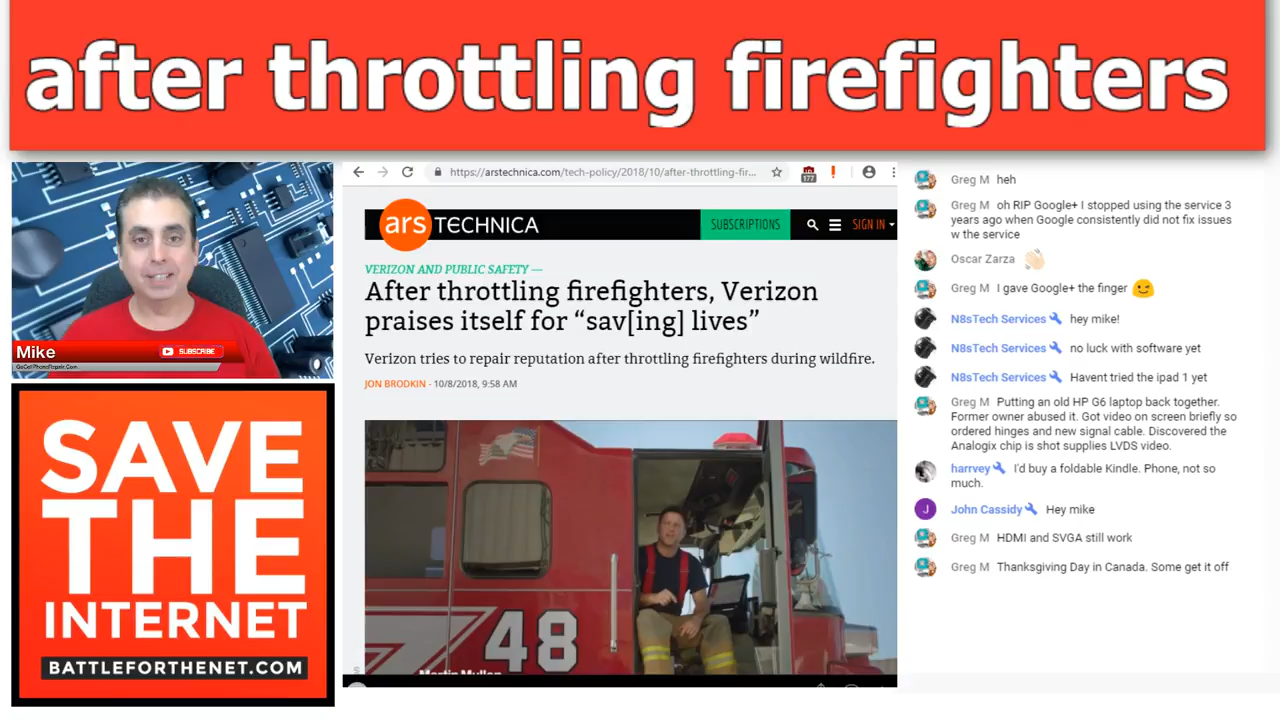 after throttling firefighters
Mike
SUBSCRIBE
GoCellPhoneRepair.Com
SAVE
THE
INTERNET
BATTLEFORTHENET.COM
https://arstechnica.com/tech-policy/2018/10/after-throttling-fir...
177
ars TECHNICA
SUBSCRIPTIONS
SIGN IN
VERIZON AND PUBLIC SAFETY —
After throttling firefighters, Verizon
praises itself for “sav[ing] lives”
Verizon tries to repair reputation after throttling firefighters during wildfire.
JON BRODKIN - 10/8/2018, 9:58 AM
48
Greg M heh
Greg M oh RIP Google+ I stopped using the service 3
years ago when Google consistently did not fix issues
w the service
Oscar Zarza 👋🏻
Greg M I gave Google+ the finger 😉
N8sTech Services hey mike!
N8sTech Services no luck with software yet
N8sTech Services Havent tried the ipad 1 yet
Greg M Putting an old HP G6 laptop back together.
Former owner abused it. Got video on screen briefly so
ordered hinges and new signal cable. Discovered the
Analogix chip is shot supplies LVDS video.
harrvey I'd buy a foldable Kindle. Phone, not so
much.
J
John Cassidy Hey mike
Greg M HDMI and SVGA still work
Greg M Thanksgiving Day in Canada. Some get it off